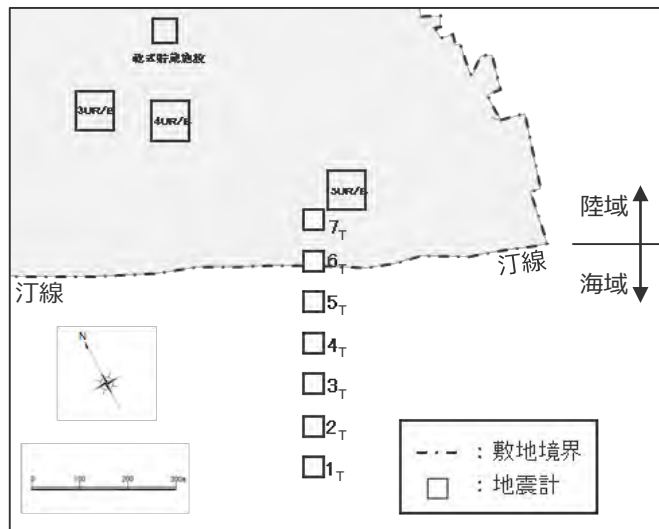 乾式貯蔵施設
3UR/B
4UR/B
5UR/B
7T
陸域
6T
汀線
汀線
海域
5T
4T
N
3T
2T
1T
0 100 200 300m
：敷地境界
：地震計